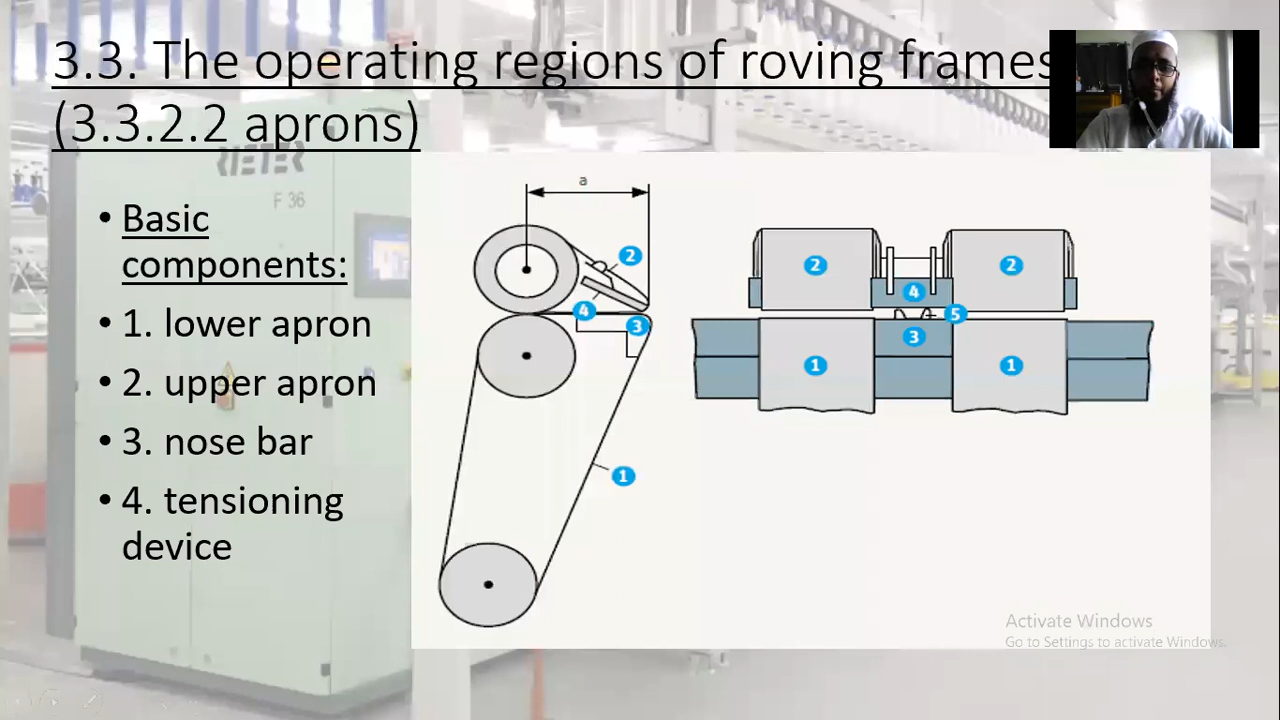 3.3. The operating regions of roving frames
(3.3.2.2 aprons)
RIETER
F 36
• Basic
components:
• 1. lower apron
• 2. upper apron
• 3. nose bar
• 4. tensioning
device
a
2
4
3
1
2
2
4
5
3
1
1
Activate Windows
Go to Settings to activate Windows.